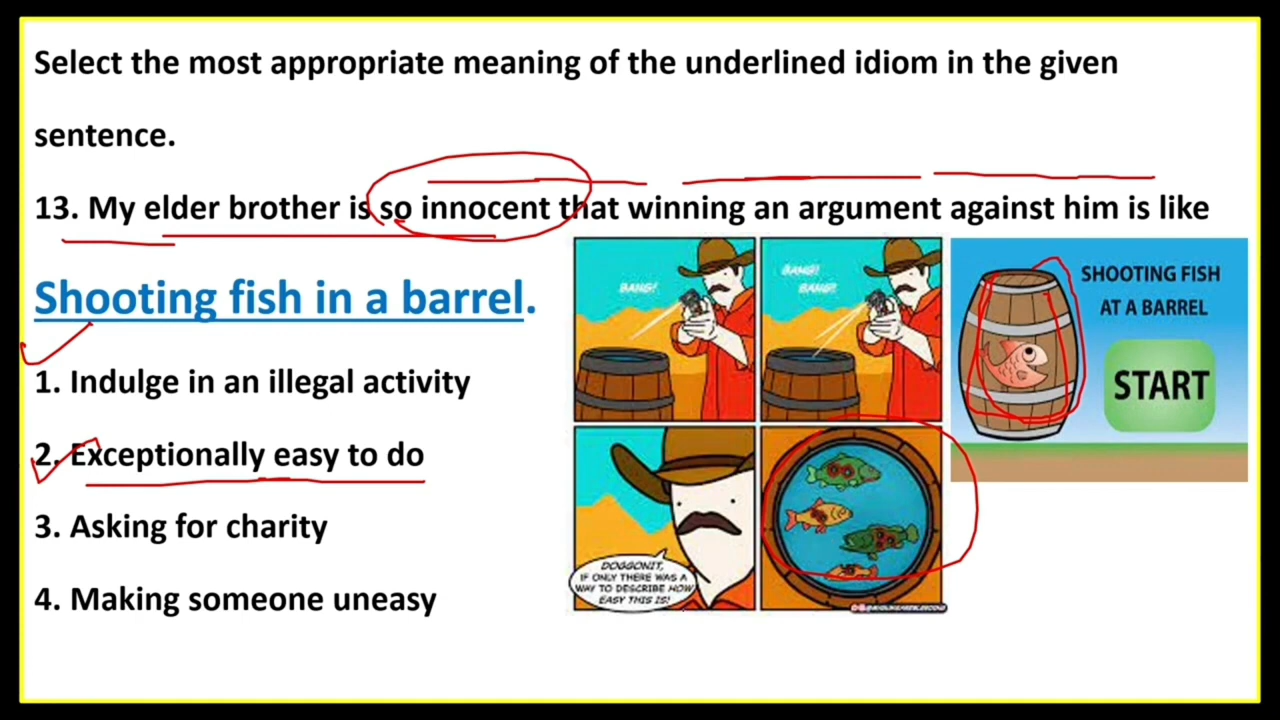 Select the most appropriate meaning of the underlined idiom in the given
sentence.
13. My elder brother is so innocent that winning an argument against him is like
Shooting fish in a barrel.
1. Indulge in an illegal activity
2. Exceptionally easy to do
3. Asking for charity
4. Making someone uneasy
BANG!
BANG!
BANG!
DOGGONIT,
IF ONLY THERE WAS A
WAY TO DESCRIBE HOW
EASY THIS IS!
SHOOTING FISH
AT A BARREL
START